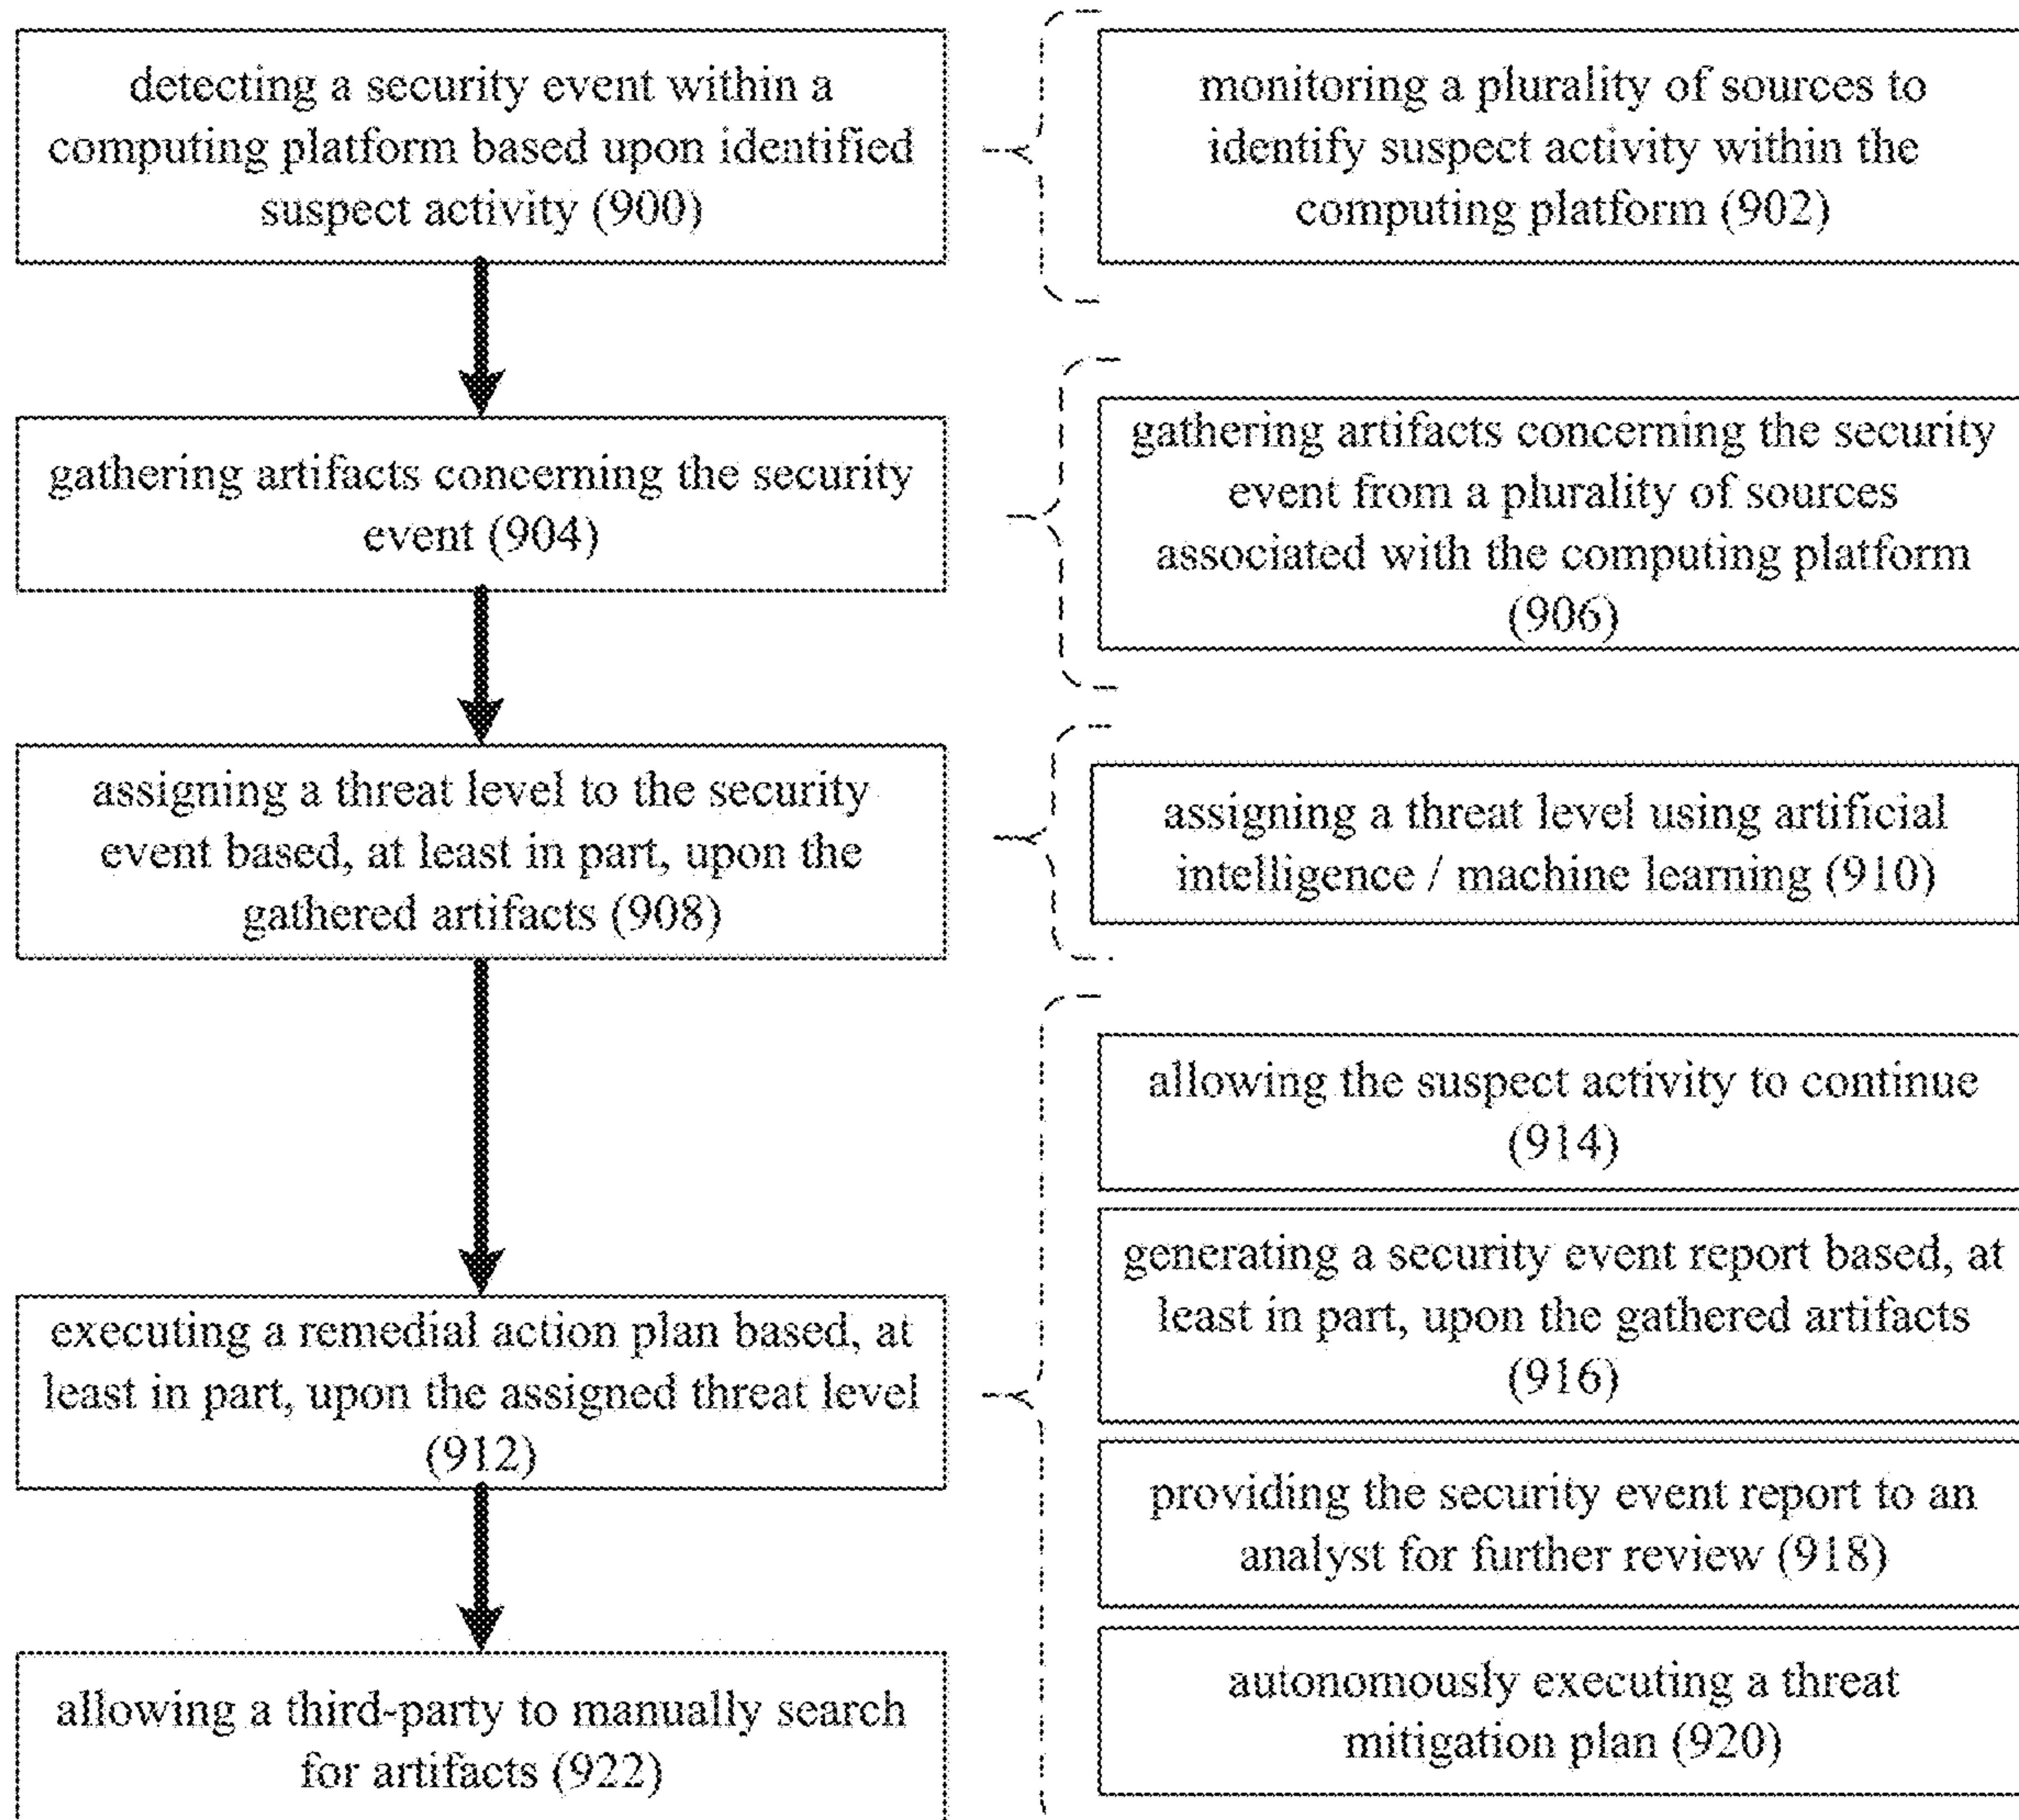 detecting a security event within a
computing platform based upon identified
suspect activity (900)
monitoring a plurality of sources to
identify suspect activity within the
computing platform (902)
gathering artifacts concerning the security
event (904)
gathering artifacts concerning the security
event from a plurality of sources
associated with the computing platform
(906)
assigning a threat level to the security
event based, at least in part, upon the
gathered artifacts (908)
assigning a threat level using artificial
intelligence / machine learning (910)
executing a remedial action plan based, at
least in part, upon the assigned threat level
(912)
allowing the suspect activity to continue
(914)
generating a security event report based, at
least in part, upon the gathered artifacts
(916)
providing the security event report to an
analyst for further review (918)
autonomously executing a threat
mitigation plan (920)
allowing a third-party to manually search
for artifacts (922)